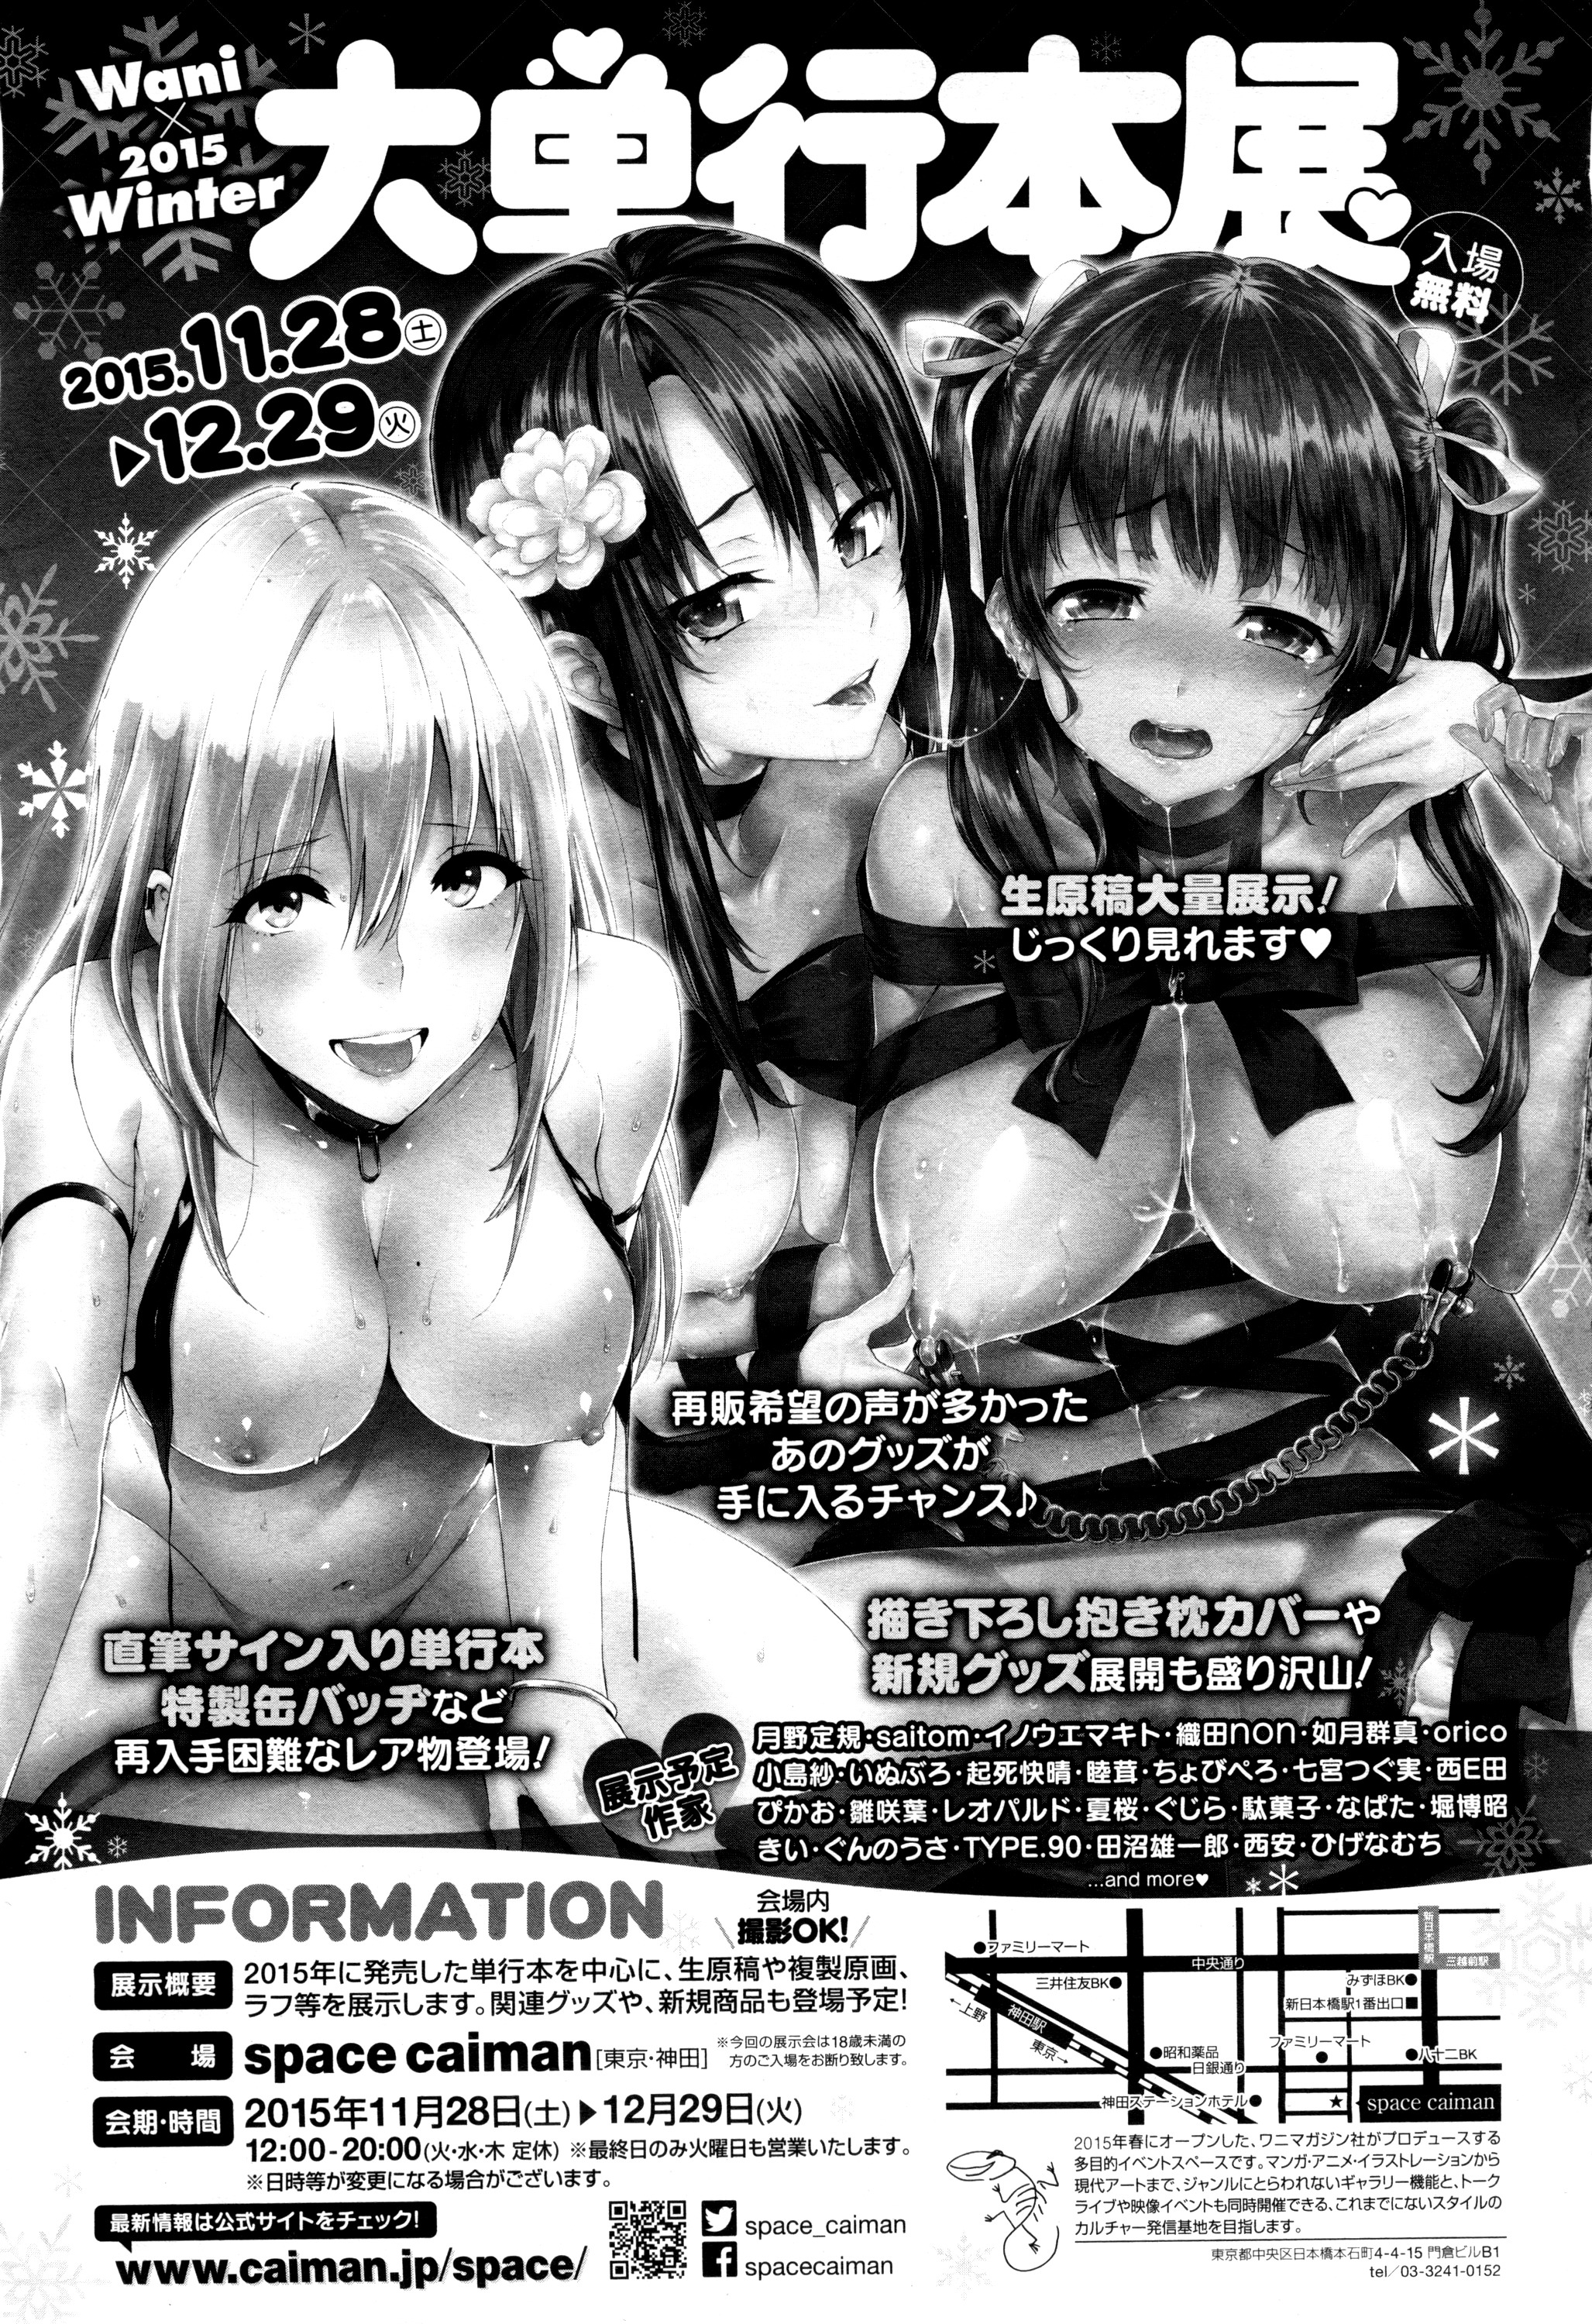 Wani
×
2015
Winter
大単行本展
入場
無料
2015.11.28㊏
▶12.29㊋
生原稿大量展示!
じっくり見れます♥
再販希望の声が多かった
あのグッズが
手に入るチャンス♪
描き下ろし抱き枕カバーや
新規グッズ展開も盛り沢山!
直筆サイン入り単行本
特製缶バッヂなど
再入手困難なレア物登場!
展示予定
作家
月野定規・saitom・イノウエマキト・織田non・如月群真・orico
小島紗・いぬぶろ・起死快晴・睦茸・ちょびぺろ・七宮つぐ実・西E田
ぴかお・雛咲葉・レオパルド・夏桜・ぐじら・駄菓子・なぱた・堀博昭
きい・ぐんのうさ・TYPE.90・田沼雄一郎・西安・ひげなむち
...and more♥
INFORMATION
会場内
撮影OK!
展示概要
2015年に発売した単行本を中心に、生原稿や複製原画、
ラフ等を展示します。関連グッズや、新規商品も登場予定!
会 場
space caiman[東京・神田]
※今回の展示会は18歳未満の
方のご入場をお断り致します。
会期・時間
2015年11月28日(土)▶12月29日(火)
12:00-20:00(火・水・木 定休) ※最終日のみ火曜日も営業いたします。
※日時等が変更になる場合がございます。
最新情報は公式サイトをチェック!
www.caiman.jp/space/
space_caiman
spacecaiman
●ファミリーマート
中央通り
新日本橋駅
三越前駅
三井住友BK●
みずほBK●
←上野
神田駅
東京→
新日本橋駅1番出口■
●昭和薬品
日銀通り
ファミリーマート
●
●八十二BK
神田ステーションホテル●
★
space caiman
2015年春にオープンした、ワニマガジン社がプロデュースする
多目的イベントスペースです。マンガ・アニメ・イラストレーションから
現代アートまで、ジャンルにとらわれないギャラリー機能と、トーク
ライブや映像イベントも同時開催できる、これまでにないスタイルの
カルチャー発信基地を目指します。
東京都中央区日本橋本石町4-4-15 門倉ビルB1
tel/03-3241-0152